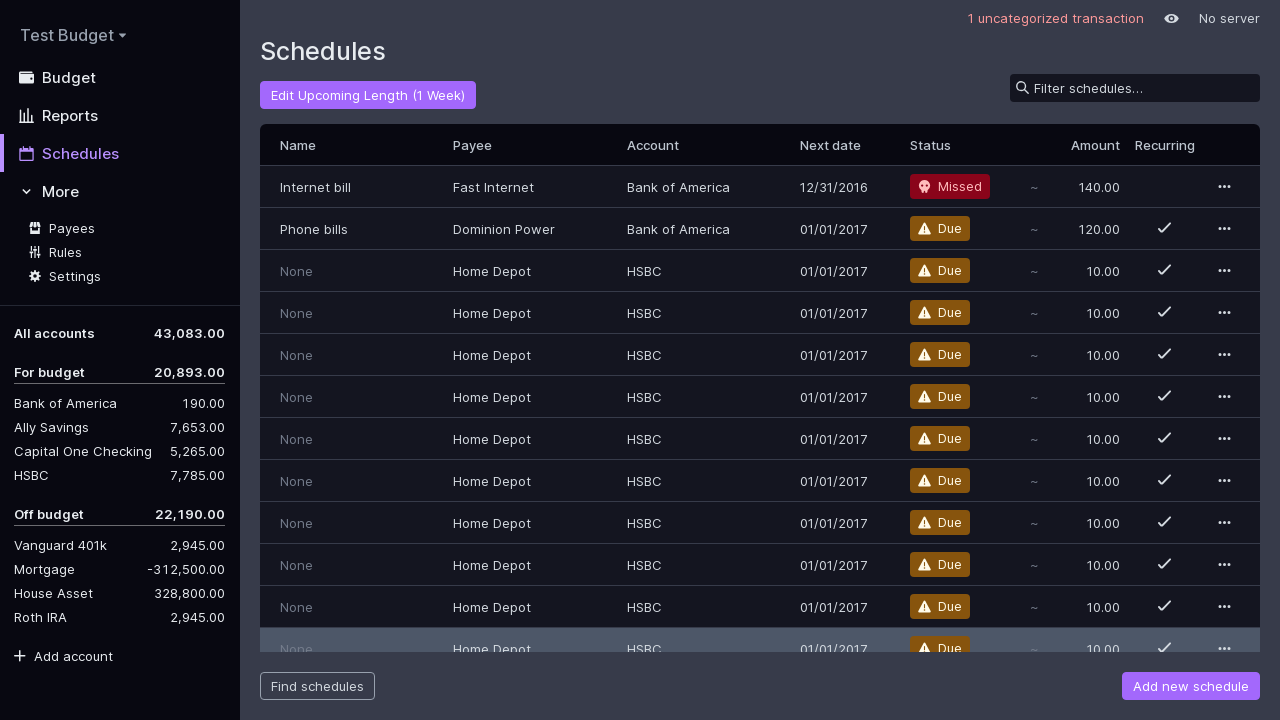 Test Budget
Budget
Reports
Schedules
More
Payees
Rules
Settings
All accounts 43,083.00
For budget 20,893.00
Bank of America 190.00
Ally Savings 7,653.00
Capital One Checking 5,265.00
HSBC 7,785.00
Off budget 22,190.00
Vanguard 401k 2,945.00
Mortgage -312,500.00
House Asset 328,800.00
Roth IRA 2,945.00
Add account
1 uncategorized transaction No server
Schedules
Edit Upcoming Length (1 Week)
Filter schedules…
Name Payee Account Next date Status Amount Recurring
Internet bill Fast Internet Bank of America 12/31/2016 Missed ~ 140.00
Phone bills Dominion Power Bank of America 01/01/2017 Due ~ 120.00
None Home Depot HSBC 01/01/2017 Due ~ 10.00
None Home Depot HSBC 01/01/2017 Due ~ 10.00
None Home Depot HSBC 01/01/2017 Due ~ 10.00
None Home Depot HSBC 01/01/2017 Due ~ 10.00
None Home Depot HSBC 01/01/2017 Due ~ 10.00
None Home Depot HSBC 01/01/2017 Due ~ 10.00
None Home Depot HSBC 01/01/2017 Due ~ 10.00
None Home Depot HSBC 01/01/2017 Due ~ 10.00
None Home Depot HSBC 01/01/2017 Due ~ 10.00
None Home Depot HSBC 01/01/2017 Due ~ 10.00
Find schedules
Add new schedule